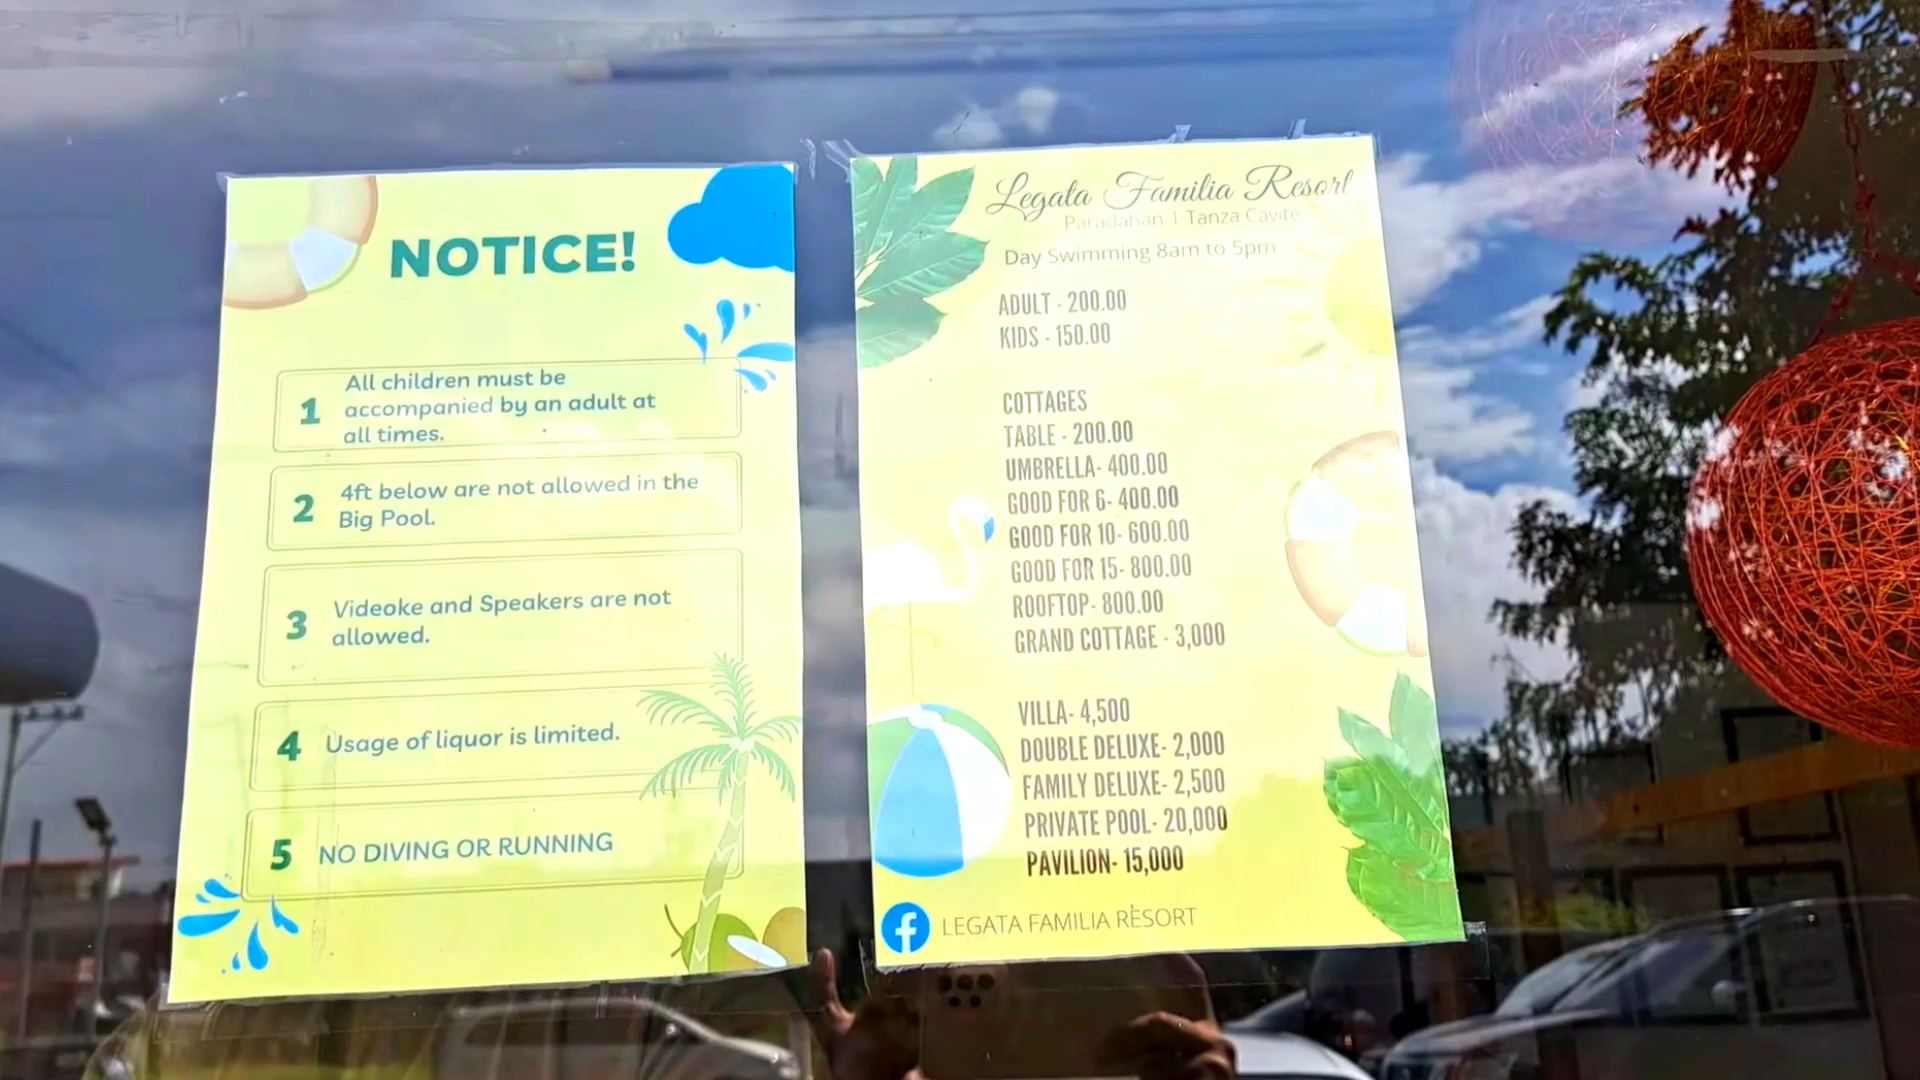 NOTICE!
1
All children must be
accompanied by an adult at
all times.
2
4ft below are not allowed in the
Big Pool.
3
Videoke and Speakers are not
allowed.
4
Usage of liquor is limited.
5
NO DIVING OR RUNNING
Legata Familia Resort
Paradahan 1 Tanza Cavite
Day Swimming 8am to 5pm
ADULT - 200.00
KIDS - 150.00
COTTAGES
TABLE - 200.00
UMBRELLA- 400.00
GOOD FOR 6- 400.00
GOOD FOR 10- 600.00
GOOD FOR 15- 800.00
ROOFTOP- 800.00
GRAND COTTAGE - 3,000
VILLA- 4,500
DOUBLE DELUXE- 2,000
FAMILY DELUXE- 2,500
PRIVATE POOL- 20,000
PAVILION- 15,000
LEGATA FAMILIA RESORT